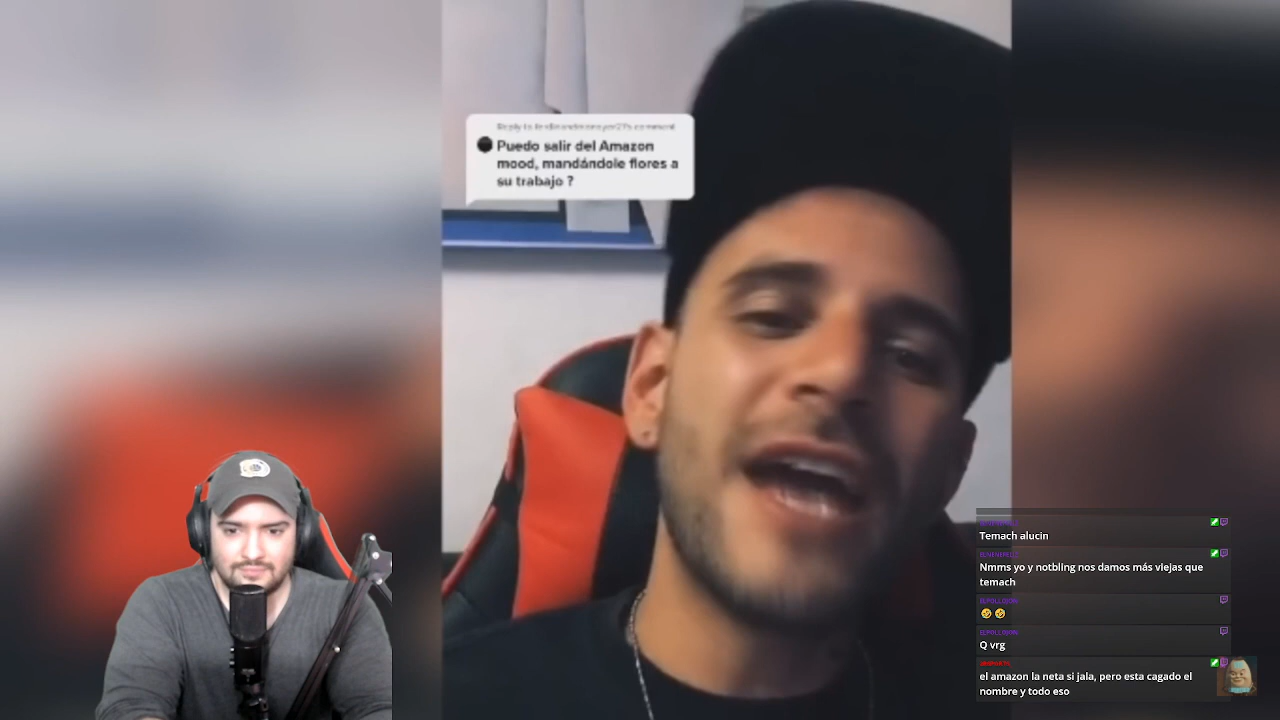 Puedo salir del Amazon
mood, mandándole flores a
su trabajo ?
Temach alucin
Nmms yo y notbling nos damos más viejas que
temach
🤣🤣
Q vrg
el amazon la neta si jala, pero esta cagado el
nombre y todo eso